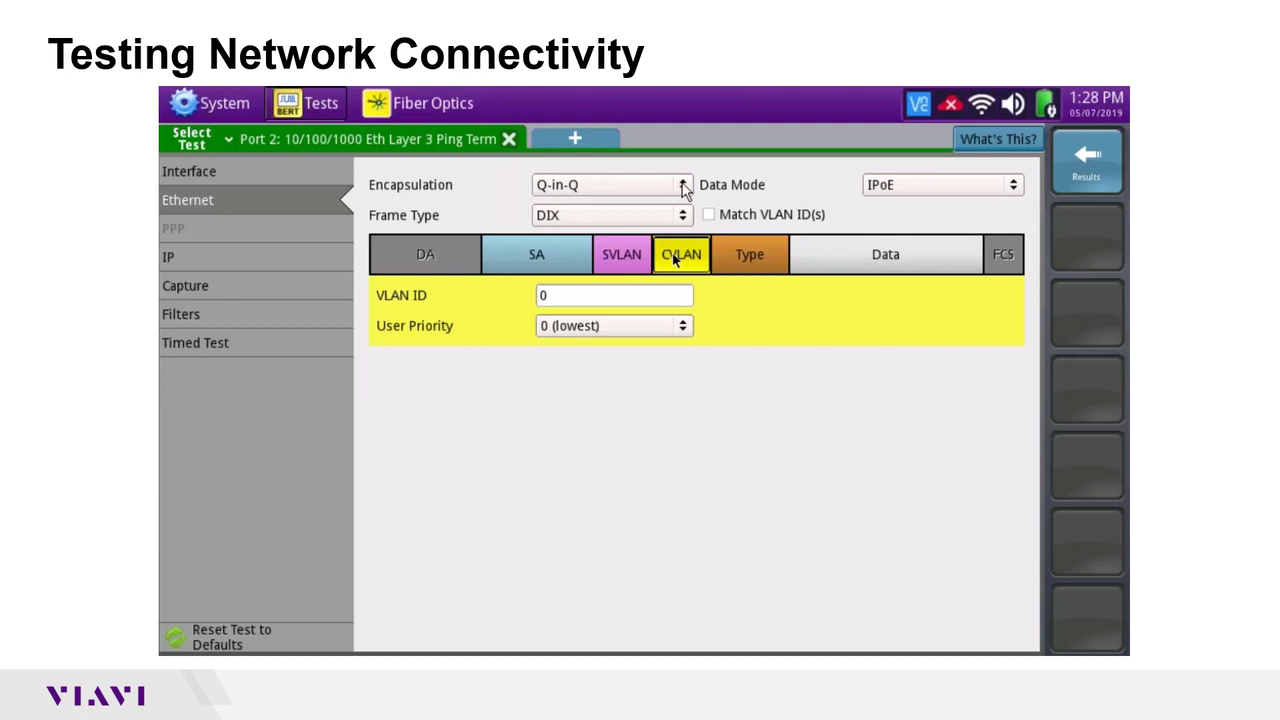 Testing Network Connectivity
System
BERT
Tests
Fiber Optics
1:28 PM
05/07/2019
Select Test
Port 2: 10/100/1000 Eth Layer 3 Ping Term
+
What's This?
Interface
Ethernet
PPP
IP
Capture
Filters
Timed Test
Reset Test to
Defaults
Encapsulation
Q-in-Q
Data Mode
IPoE
Frame Type
DIX
Match VLAN ID(s)
DA
SA
SVLAN
CVLAN
Type
Data
FCS
VLAN ID
0
User Priority
0 (lowest)
Results
VIAVI